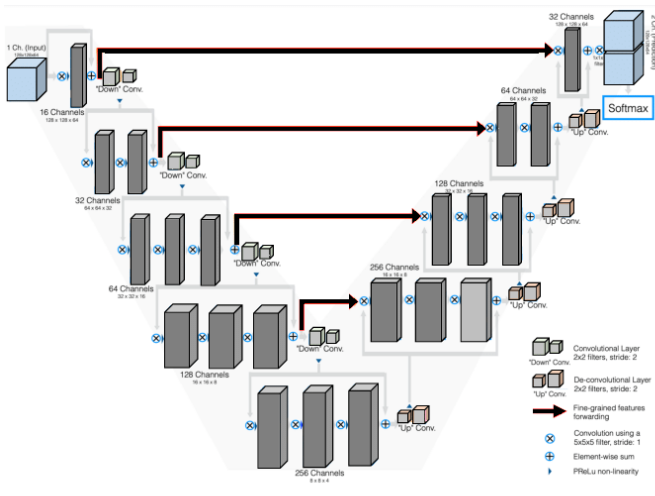 1 Ch. (Input)
128x128x64
16 Channels
128 x 128 x 64
"Down" Conv.
32 Channels
64 x 64 x 32
"Down" Conv.
64 Channels
32 x 32 x 16
"Down" Conv.
128 Channels
16 x 16 x 8
"Down" Conv.
256 Channels
8 x 8 x 4
"Up" Conv.
256 Channels
16 x 16 x 8
"Up" Conv.
128 Channels
32 x 32 x 16
"Up" Conv.
64 Channels
64 x 64 x 32
"Up" Conv.
32 Channels
128 x 128 x 64
2 Ch. (Prediction)
128x128x64
Softmax
Convolutional Layer
2x2 filters, stride: 2
"Down" Conv.
De-convolutional Layer
2x2 filters, stride: 2
"Up" Conv.
Fine-grained features
forwarding
Convolution using a
5x5x5 filter, stride: 1
Element-wise sum
PReLu non-linearity